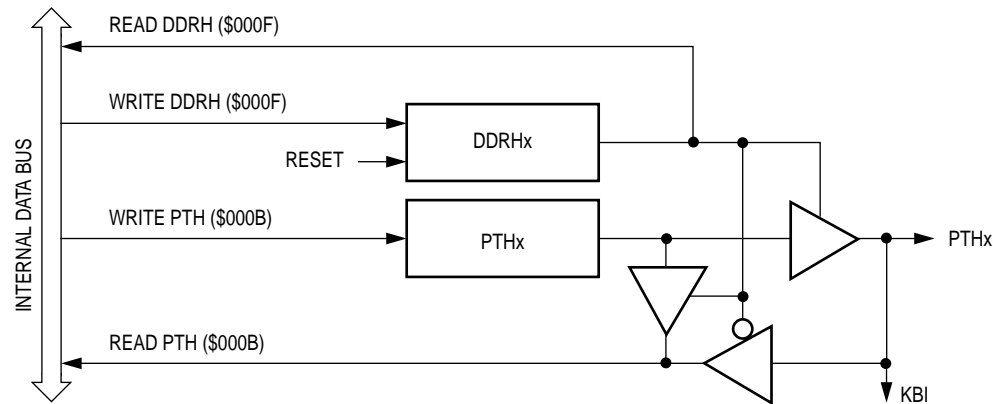 READ DDRH ($000F)
WRITE DDRH ($000F)
DDRHx
RESET
INTERNAL DATA BUS
WRITE PTH ($000B)
PTHx
PTHx
READ PTH ($000B)
KBI